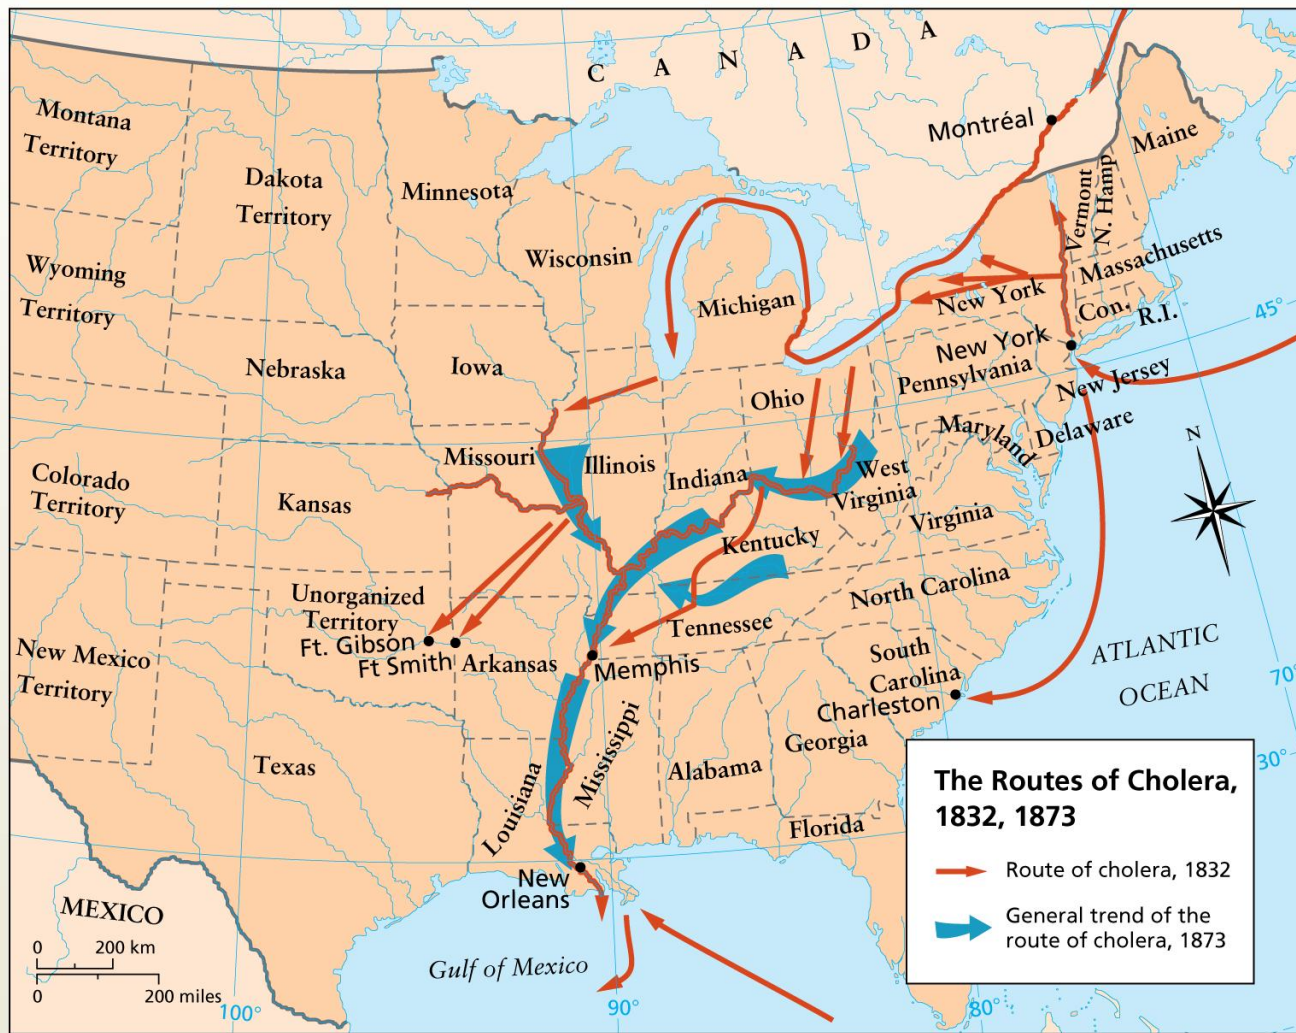 C A N A D A
Montréal
Maine
Montana
Territory
Dakota
Territory
Minnesota
Vermont
N. Hamp
Wisconsin
Massachusetts
Wyoming
Territory
Michigan
New York
Con.
R.I.
45°
Nebraska
Iowa
New York
Pennsylvania
New Jersey
Ohio
Maryland
Delaware
N
Missouri
Illinois
Indiana
West
Virginia
Colorado
Territory
Kansas
Virginia
Kentucky
Unorganized
Territory
North Carolina
Ft. Gibson
Ft Smith
Arkansas
Tennessee
Memphis
New Mexico
Territory
South
Carolina
Charleston
ATLANTIC
OCEAN
70°
Texas
Louisiana
Mississippi
Alabama
Georgia
Florida
30°
New
Orleans
MEXICO
Gulf of Mexico
0 200 km
0 200 miles
100°
90°
80°
The Routes of Cholera,
1832, 1873
Route of cholera, 1832
General trend of the
route of cholera, 1873